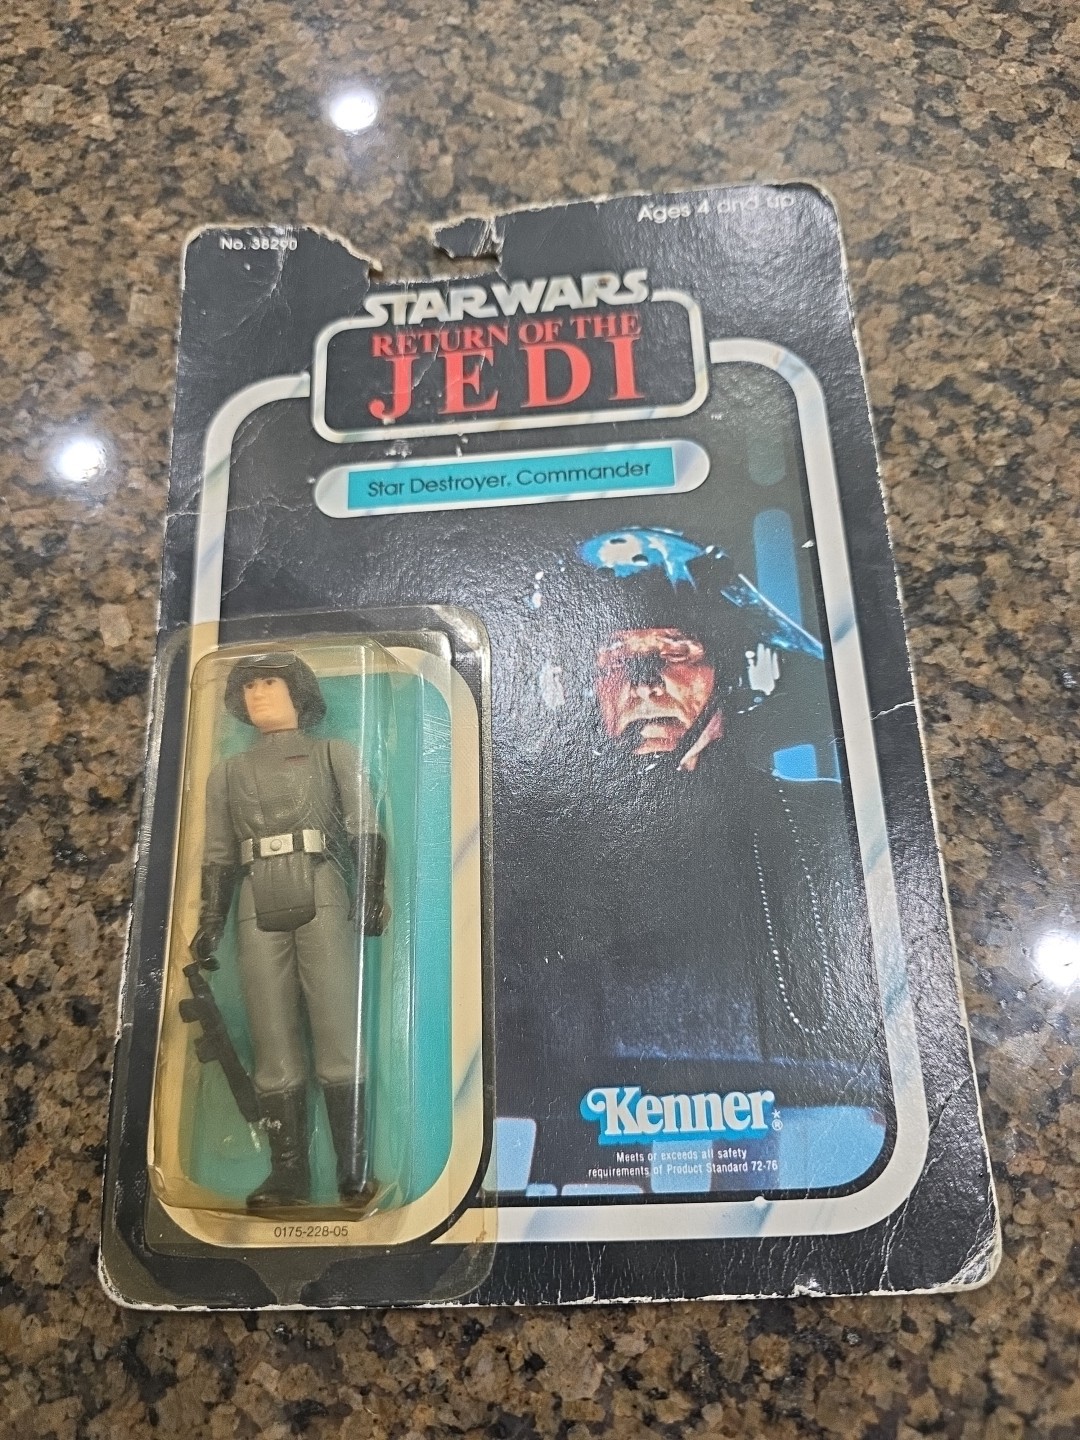 No. 38290
Ages 4 and up
STAR WARS
RETURN OF THE
JEDI
Star Destroyer. Commander
Kenner®
Meets or exceeds all safety
requirements of Product Standard 72-76
0175-228-05